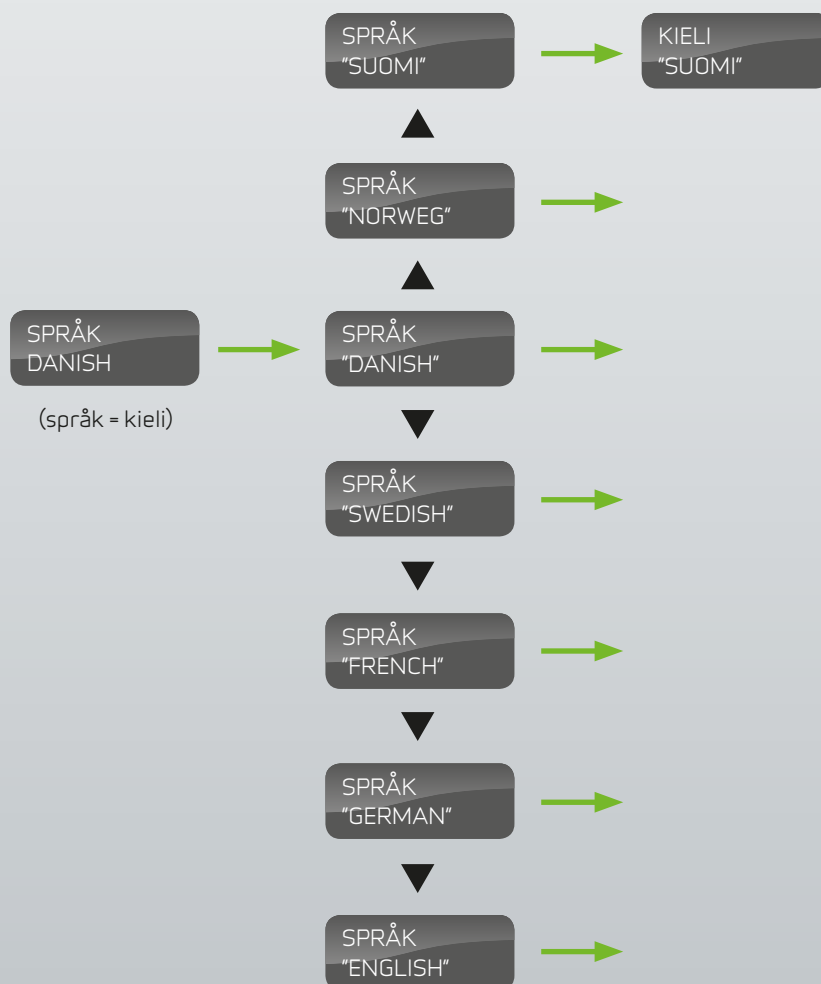 SPRÅK
"SUOMI"
KIELI
"SUOMI"
SPRÅK
"NORWEG"
SPRÅK
DANISH
(språk = kieli)
SPRÅK
"DANISH"
SPRÅK
"SWEDISH"
SPRÅK
"FRENCH"
SPRÅK
"GERMAN"
SPRÅK
"ENGLISH"